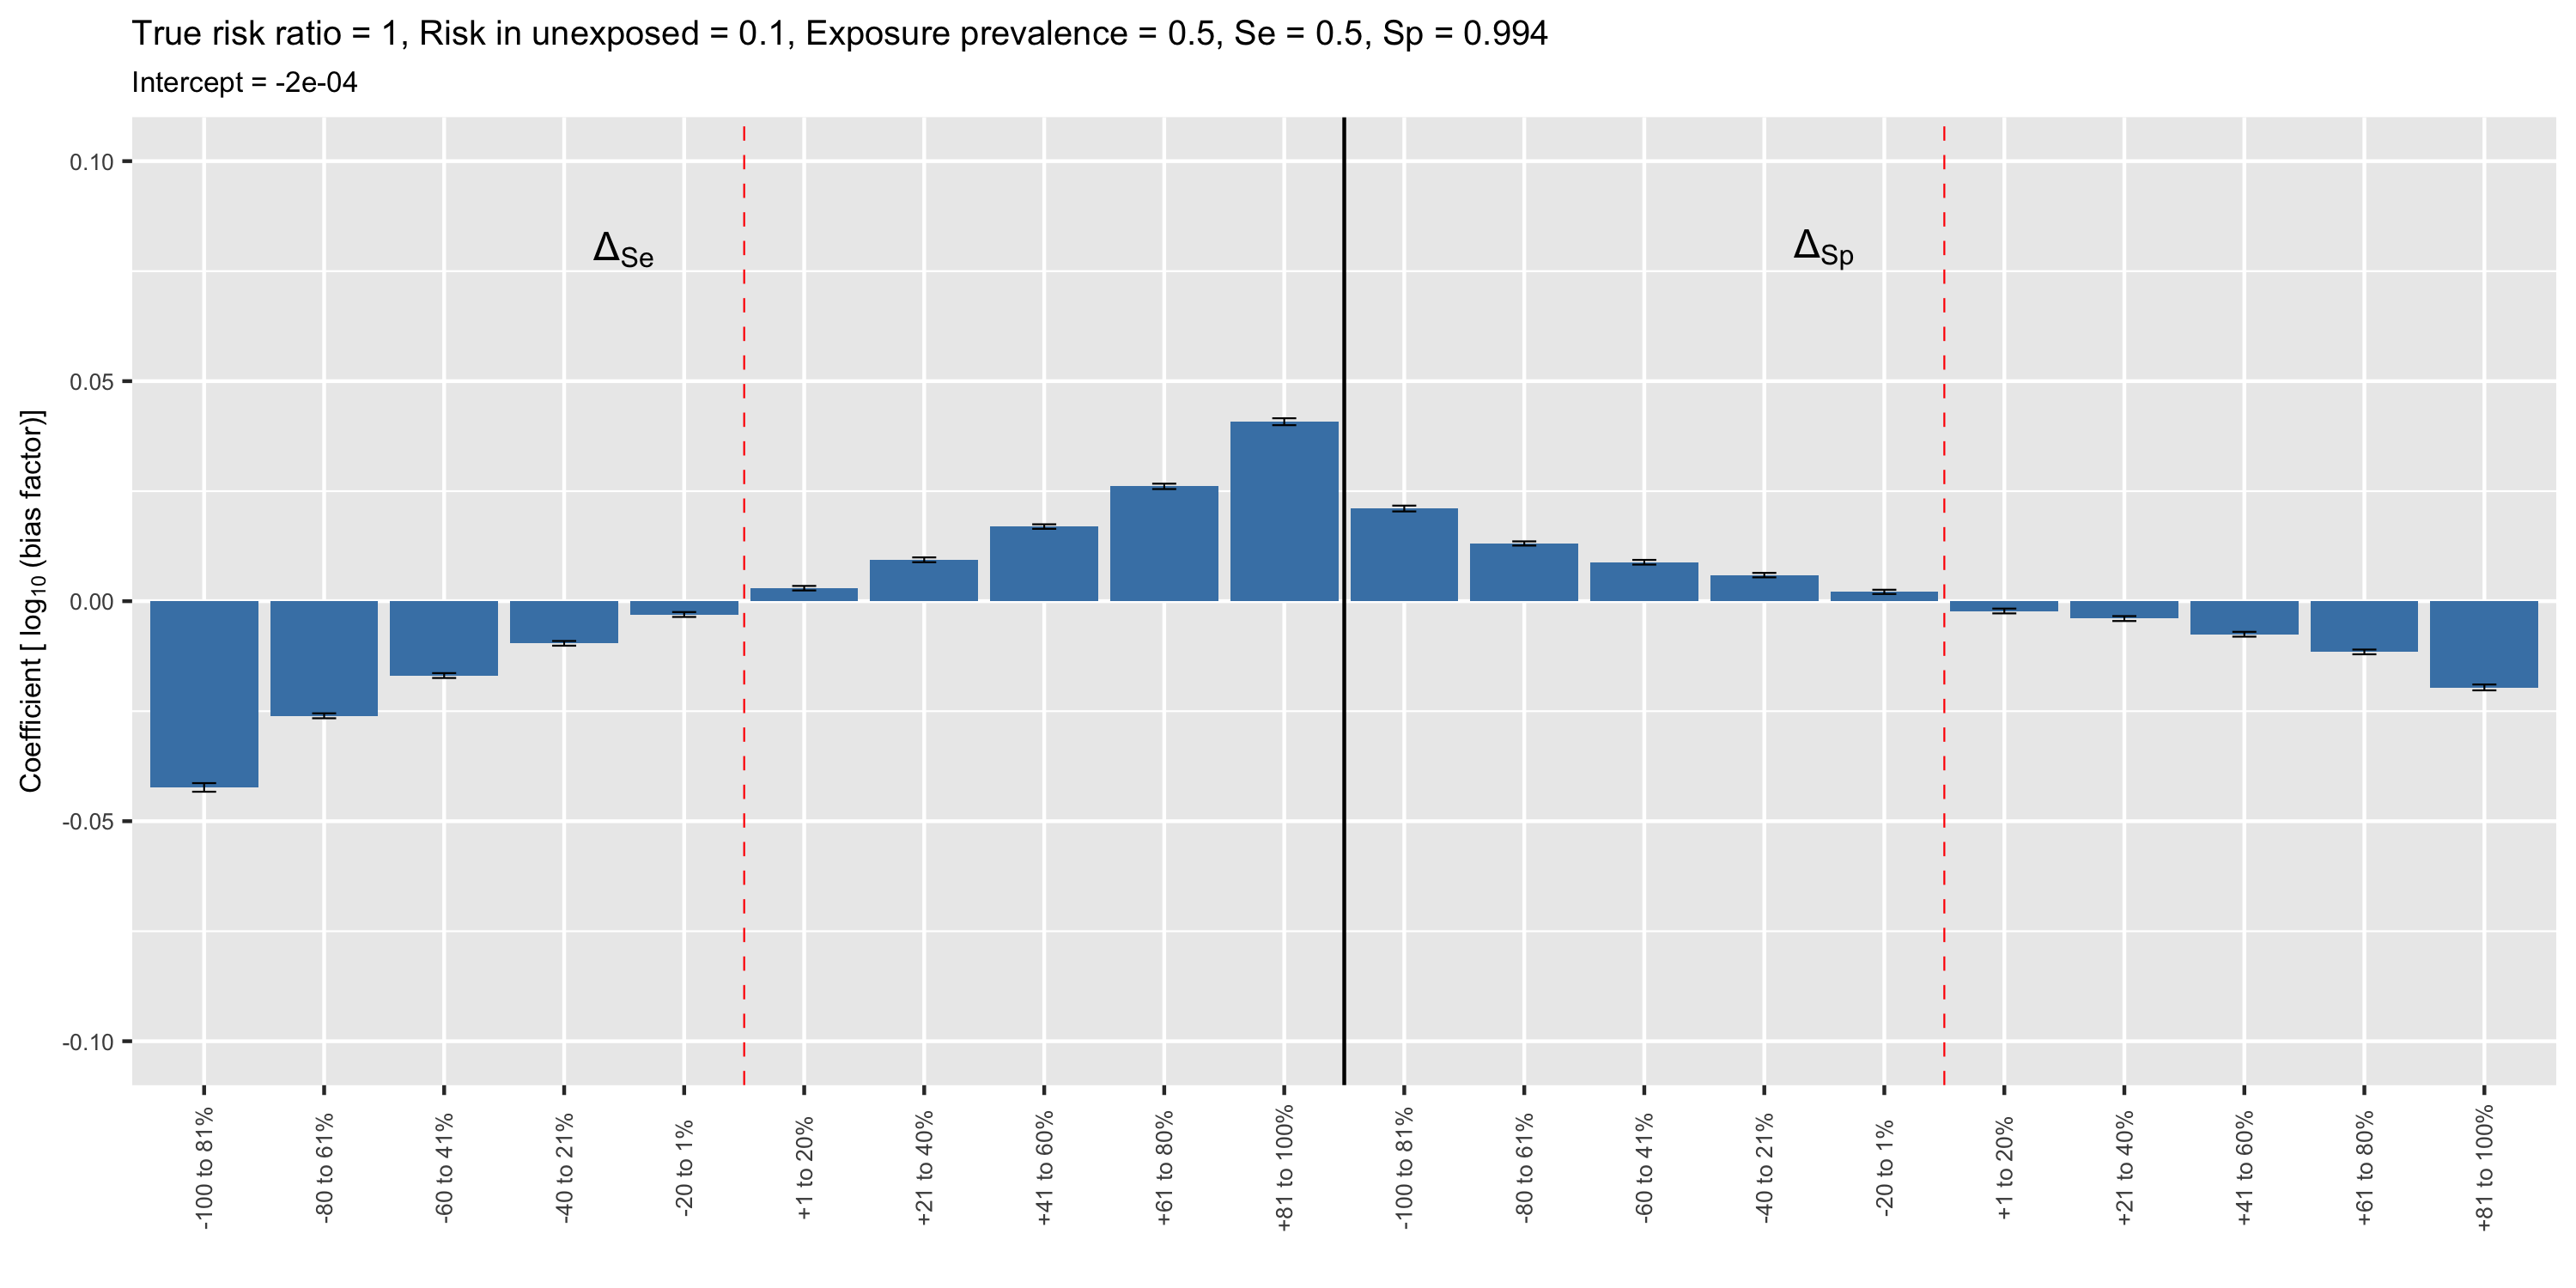 True risk ratio = 1, Risk in unexposed = 0.1, Exposure prevalence = 0.5, Se = 0.5, Sp = 0.994
Intercept = -2e-04
Coefficient [ log10 (bias factor)]
0.10
0.05
0.00
-0.05
-0.10
ΔSe
ΔSp
-100 to 81%
-80 to 61%
-60 to 41%
-40 to 21%
-20 to 1%
+1 to 20%
+21 to 40%
+41 to 60%
+61 to 80%
+81 to 100%
-100 to 81%
-80 to 61%
-60 to 41%
-40 to 21%
-20 to 1%
+1 to 20%
+21 to 40%
+41 to 60%
+61 to 80%
+81 to 100%